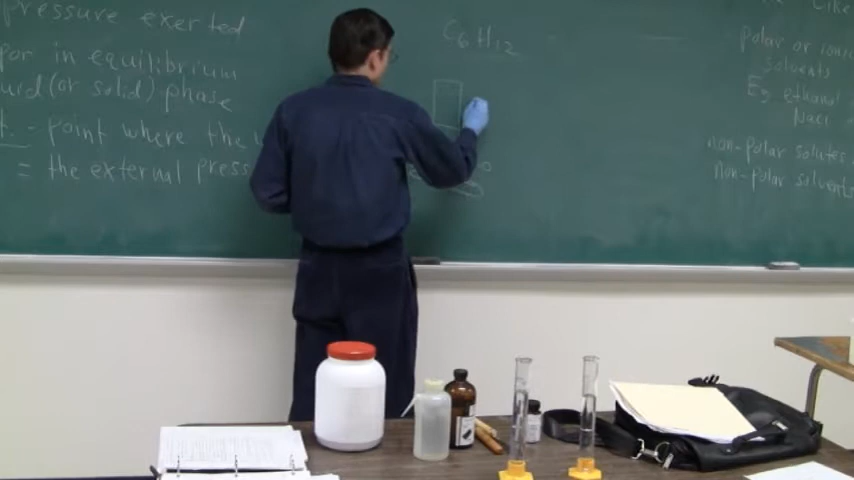 pressure exerted
por in equilibrium
uid (or solid) phase
t. - point where the
= the external press
C6H12
Like
polar or ionic
solvents
Eg ethanol
NaCl
non-polar solutes
non-polar solvents